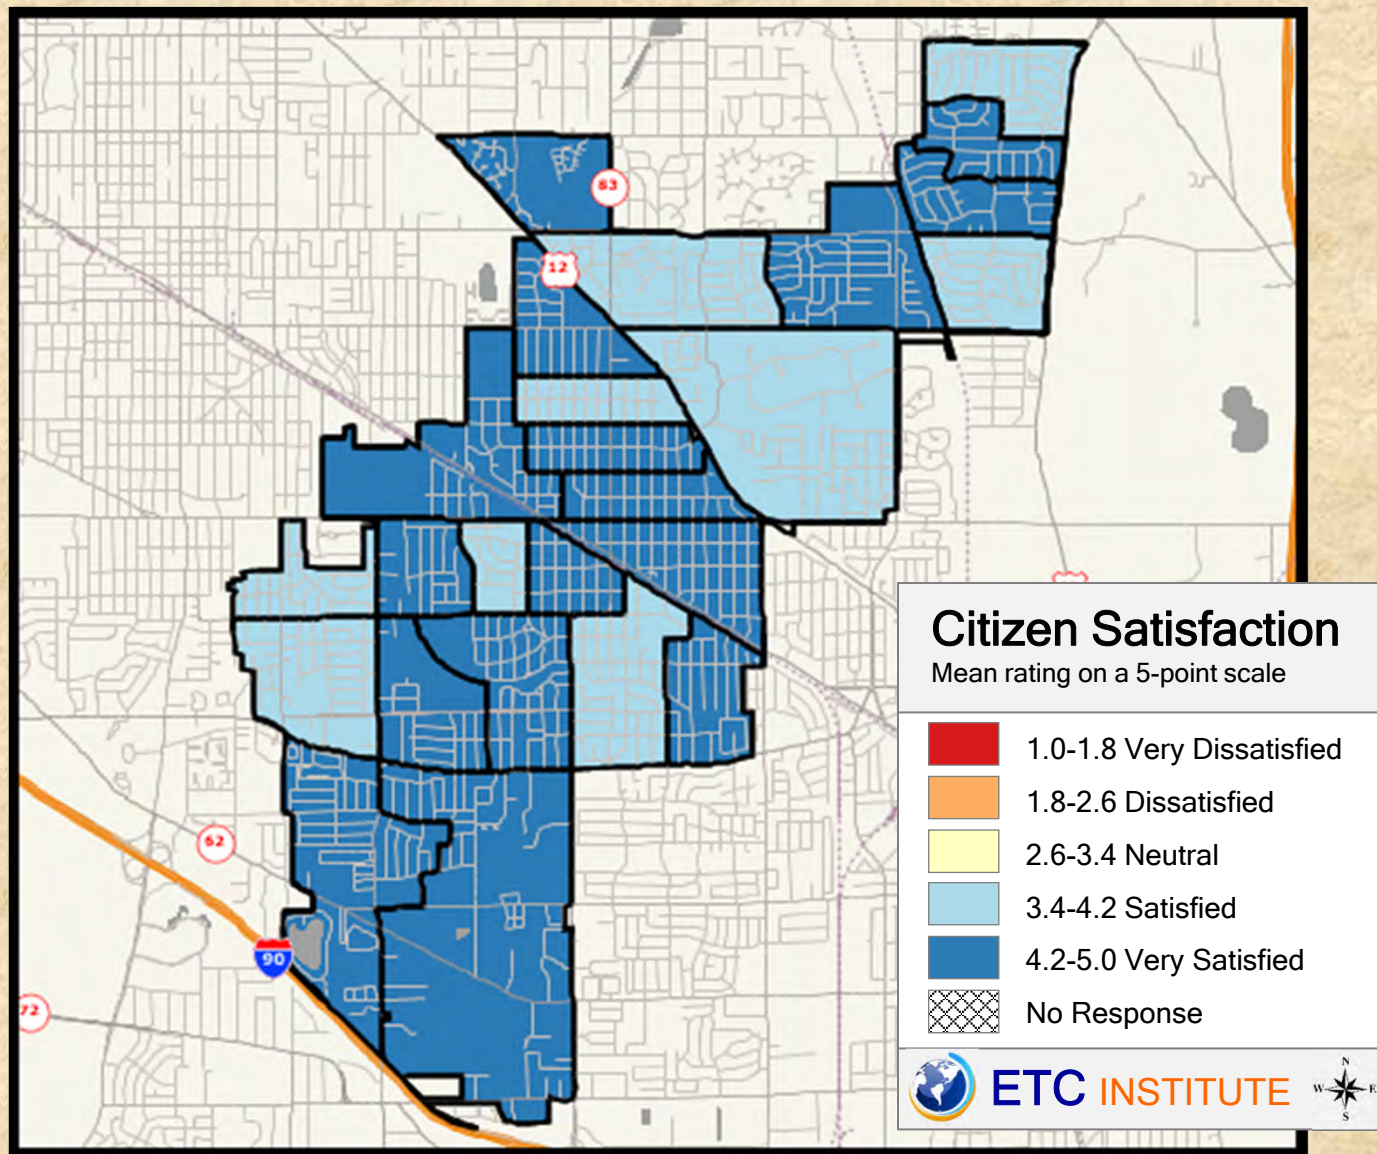 83
12
Citizen Satisfaction
Mean rating on a 5-point scale
1.0-1.8 Very Dissatisfied
1.8-2.6 Dissatisfied
2.6-3.4 Neutral
3.4-4.2 Satisfied
62
4.2-5.0 Very Satisfied
90
72
No Response
ETC INSTITUTE
N
W E
S